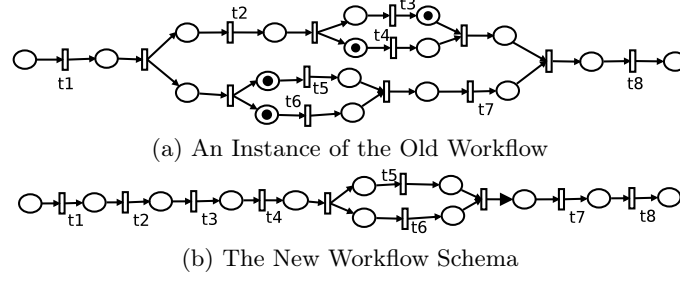 t3
t2
t4
t1
t5
t8
t6
t7
(a) An Instance of the Old Workflow
t5
t1
t2
t3
t4
t7
t8
t6
(b) The New Workflow Schema